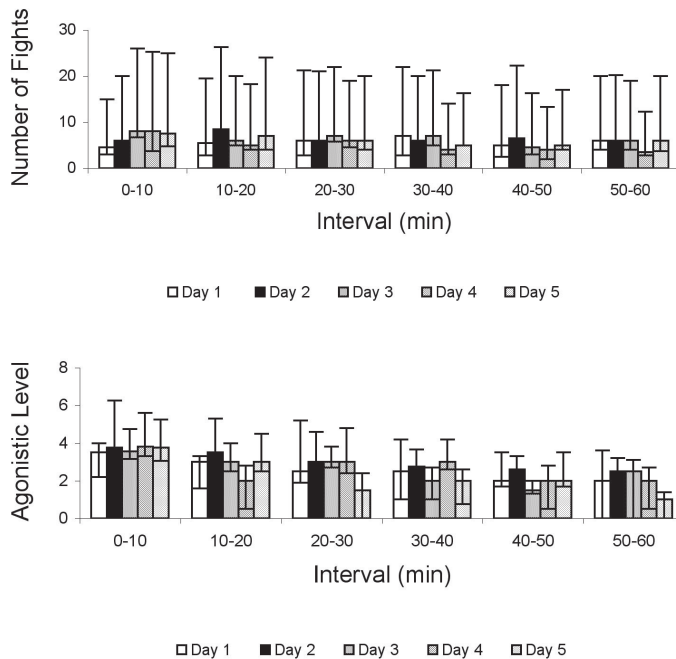 Number of Fights
30
20
10
0
0-10 10-20 20-30 30-40 40-50 50-60
Interval (min)
Day 1 Day 2 Day 3 Day 4 Day 5
Agonistic Level
8
6
4
2
0
0-10 10-20 20-30 30-40 40-50 50-60
Interval (min)
Day 1 Day 2 Day 3 Day 4 Day 5